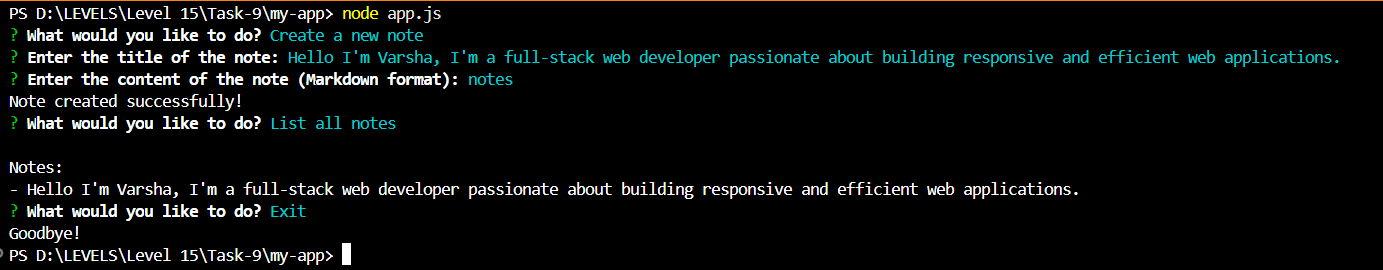 PS D:\LEVELS\Level 15\Task-9\my-app> node app.js
? What would you like to do? Create a new note
? Enter the title of the note: Hello I'm Varsha, I'm a full-stack web developer passionate about building responsive and efficient web applications.
? Enter the content of the note (Markdown format): notes
Note created successfully!
? What would you like to do? List all notes
Notes:
- Hello I'm Varsha, I'm a full-stack web developer passionate about building responsive and efficient web applications.
? What would you like to do? Exit
Goodbye!
PS D:\LEVELS\Level 15\Task-9\my-app>